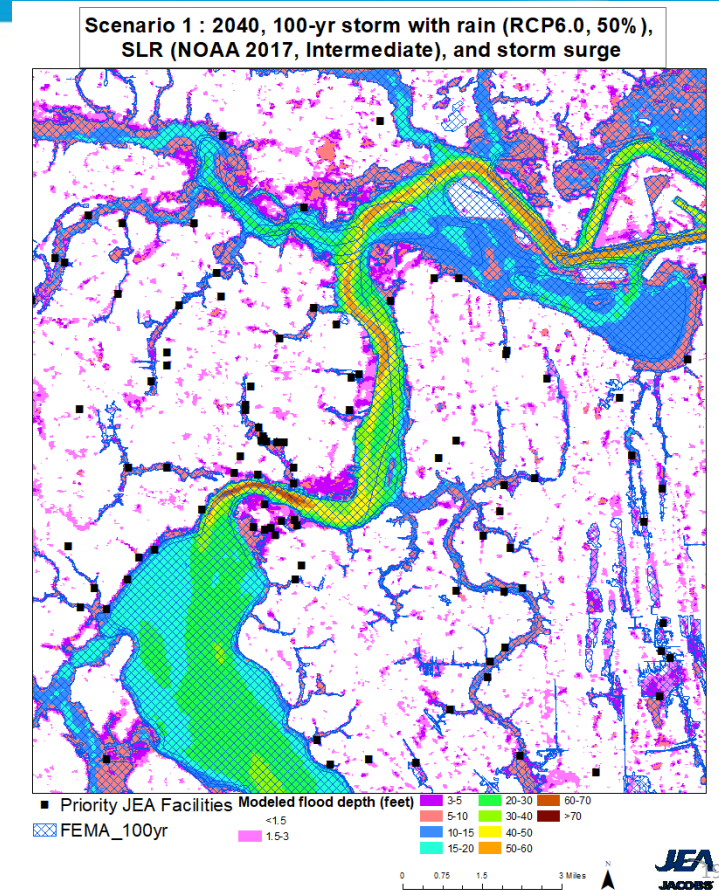 Scenario 1 : 2040, 100-yr storm with rain (RCP6.0, 50%),
SLR (NOAA 2017, Intermediate), and storm surge
Priority JEA Facilities
FEMA_100yr
Modeled flood depth (feet)
<1.5
1.5-3
3-5
5-10
10-15
15-20
20-30
30-40
40-50
50-60
60-70
>70
0 0.75 1.5 3 Miles
N
JEA
JACOBS
19